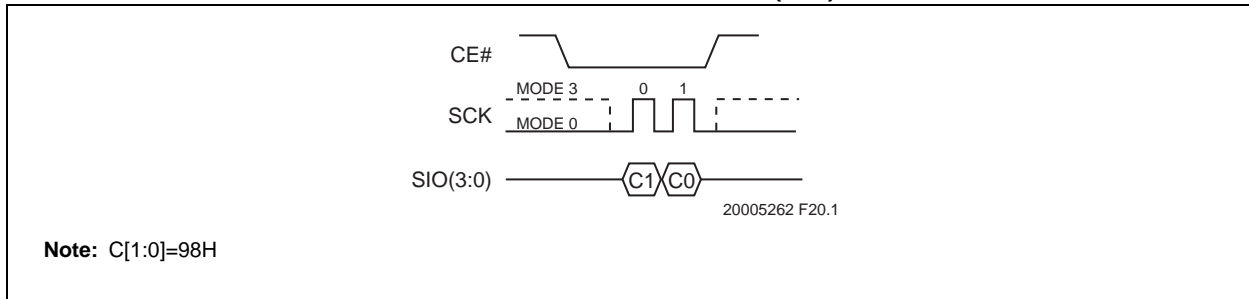 CE#
MODE 3 0 1
SCK
MODE 0
SIO(3:0) C1 C0
20005262 F20.1
Note: C[1:0]=98H